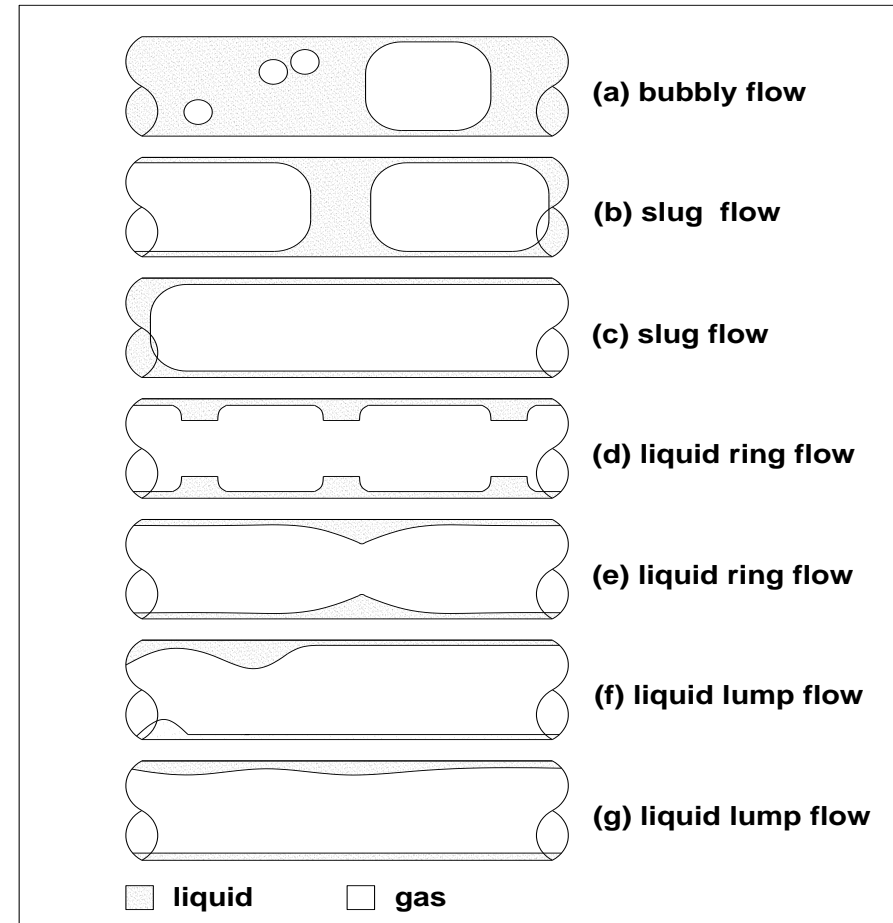 (a) bubbly flow
(b) slug flow
(c) slug flow
(d) liquid ring flow
(e) liquid ring flow
(f) liquid lump flow
(g) liquid lump flow
liquid gas